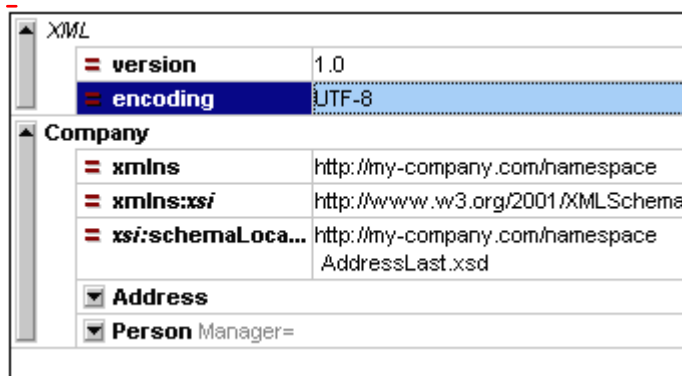 XML
= version 1.0
= encoding UTF-8
Company
= xmlns http://my-company.com/namespace
= xmlns:xsi http://www.w3.org/2001/XMLSchema
= xsi:schemaLoca... http://my-company.com/namespace
AddressLast.xsd
Address
Person Manager=